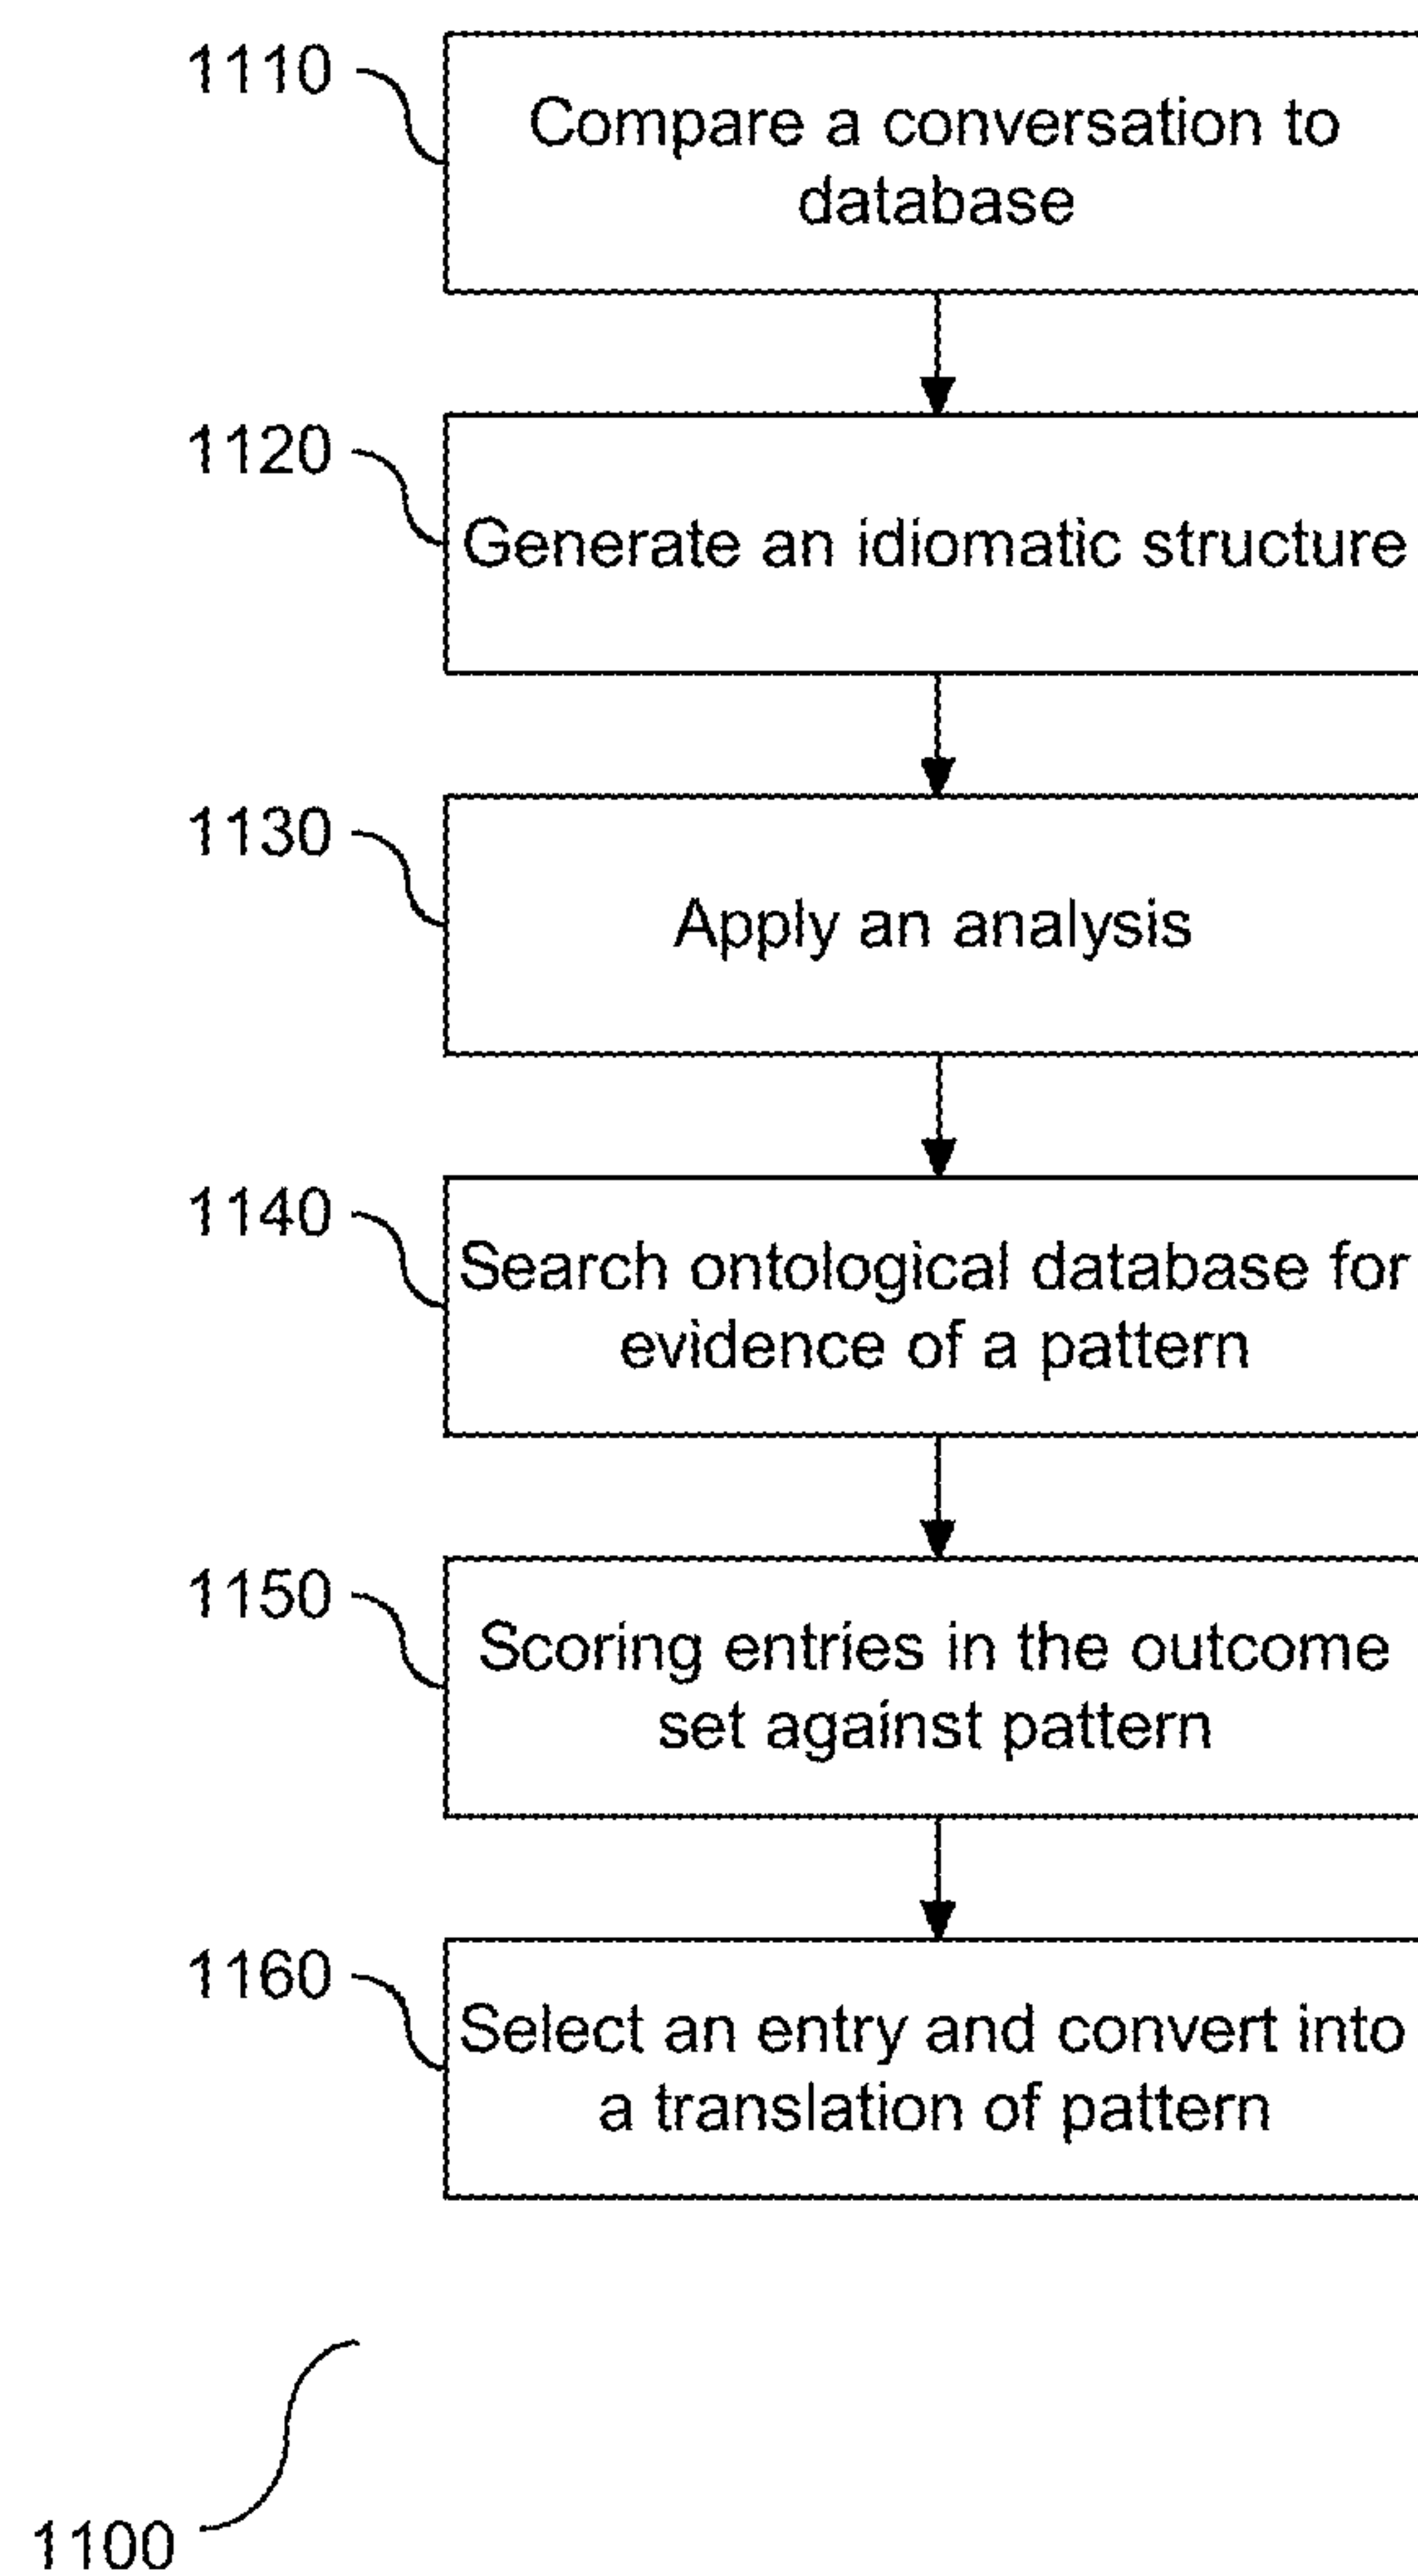 1110
Compare a conversation to
database
1120
Generate an idiomatic structure
1130
Apply an analysis
1140
Search ontological database for
evidence of a pattern
1150
Scoring entries in the outcome
set against pattern
1160
Select an entry and convert into
a translation of pattern
1100